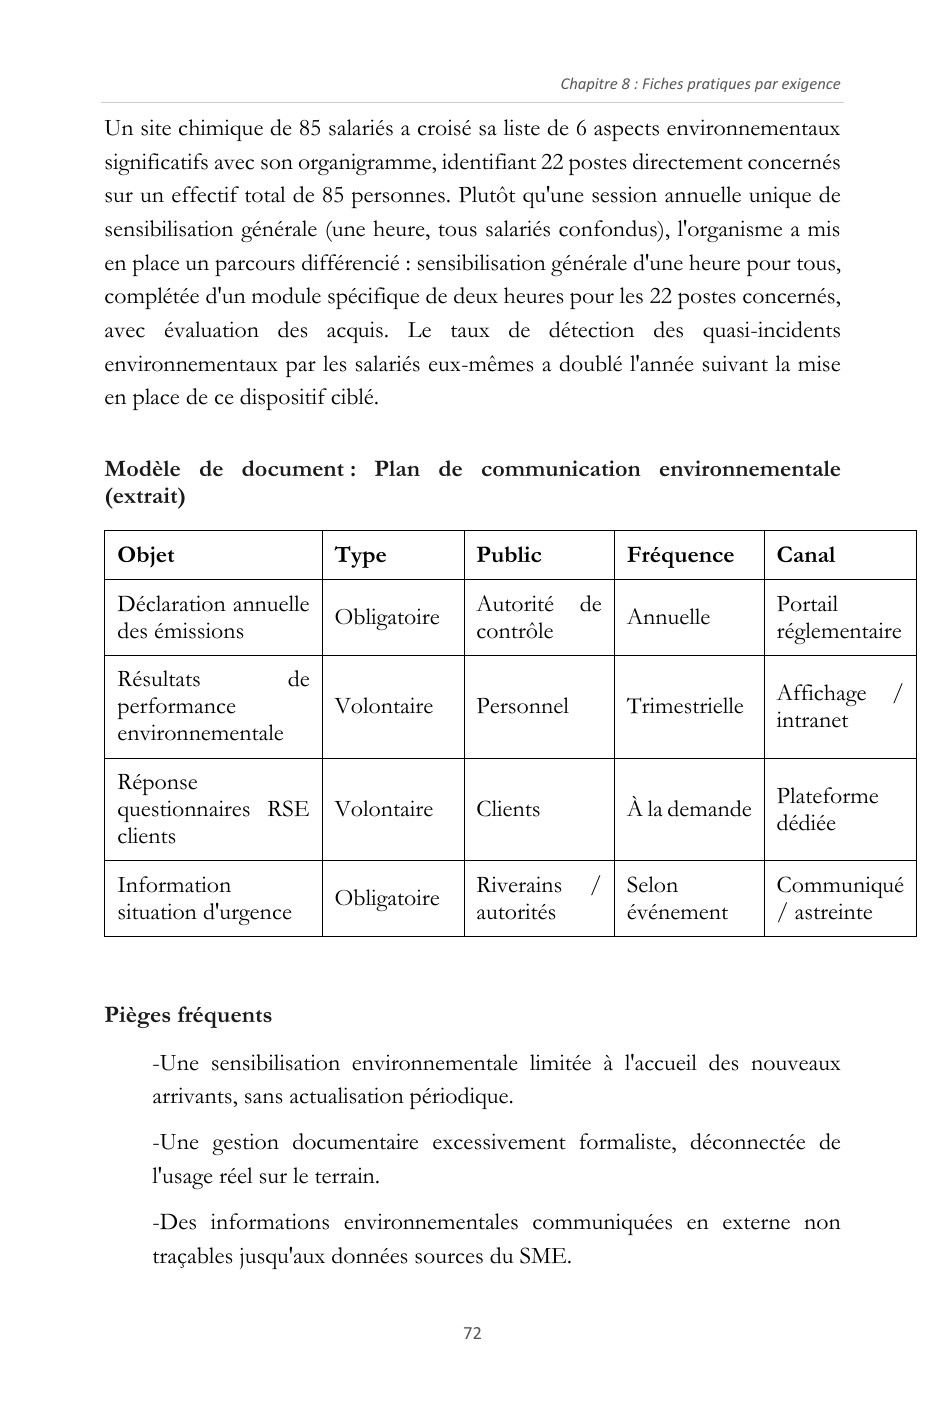 Chapitre 8 : Fiches pratiques par exigence
Un site chimique de 85 salariés a croisé sa liste de 6 aspects environnementaux
significatifs avec son organigramme, identifiant 22 postes directement concernés
sur un effectif total de 85 personnes. Plutôt qu'une session annuelle unique de
sensibilisation générale (une heure, tous salariés confondus), l'organisme a mis
en place un parcours différencié : sensibilisation générale d'une heure pour tous,
complétée d'un module spécifique de deux heures pour les 22 postes concernés,
avec évaluation des acquis. Le taux de détection des quasi-incidents
environnementaux par les salariés eux-mêmes a doublé l'année suivant la mise
en place de ce dispositif ciblé.
Modèle de document : Plan de communication environnementale
(extrait)
Objet Type Public Fréquence Canal
Déclaration annuelle
des émissions
Obligatoire
Autorité de
contrôle
Annuelle
Portail
réglementaire
Résultats de
performance
environnementale
Volontaire
Personnel
Trimestrielle
Affichage /
intranet
Réponse
questionnaires RSE
clients
Volontaire
Clients
À la demande
Plateforme
dédiée
Information
situation d'urgence
Obligatoire
Riverains /
autorités
Selon
événement
Communiqué
/ astreinte
Pièges fréquents
-Une sensibilisation environnementale limitée à l'accueil des nouveaux
arrivants, sans actualisation périodique.
-Une gestion documentaire excessivement formaliste, déconnectée de
l'usage réel sur le terrain.
-Des informations environnementales communiquées en externe non
traçables jusqu'aux données sources du SME.
72